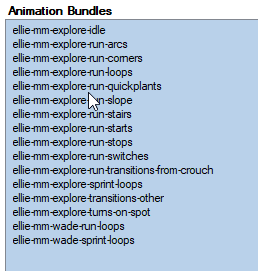 Animation Bundles
ellie-mm-explore-idle
ellie-mm-explore-run-arcs
ellie-mm-explore-run-corners
ellie-mm-explore-run-loops
ellie-mm-explore-run-quickplants
ellie-mm-explore-run-slope
ellie-mm-explore-run-stairs
ellie-mm-explore-run-starts
ellie-mm-explore-run-stops
ellie-mm-explore-run-switches
ellie-mm-explore-run-transitions-from-crouch
ellie-mm-explore-sprint-loops
ellie-mm-explore-transitions-other
ellie-mm-explore-turns-on-spot
ellie-mm-wade-run-loops
ellie-mm-wade-sprint-loops